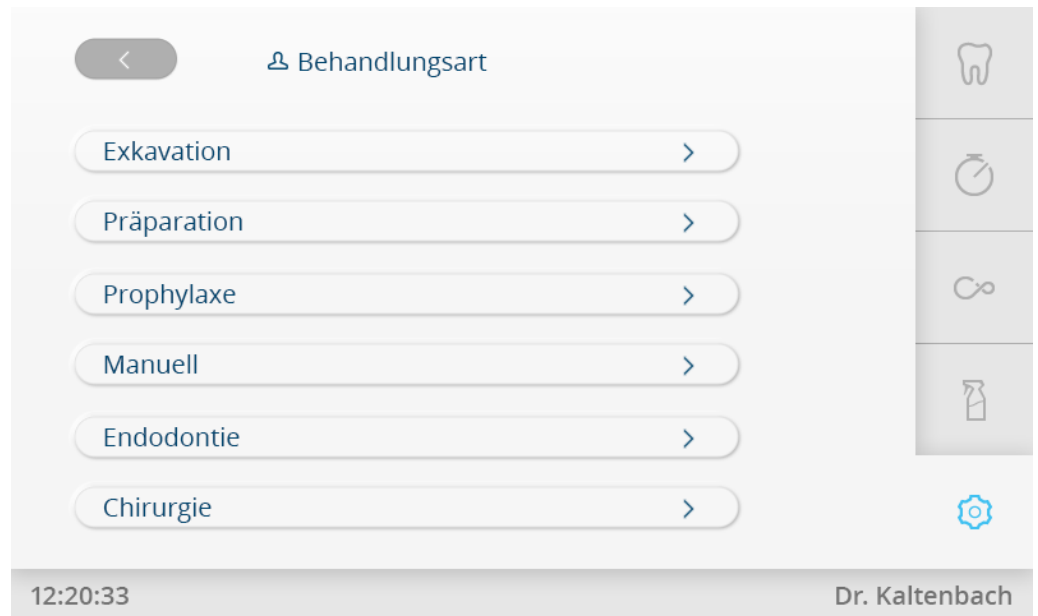 Behandlungsart
Exkavation
Präparation
Prophylaxe
Manuell
Endodontie
Chirurgie
12:20:33
Dr. Kaltenbach